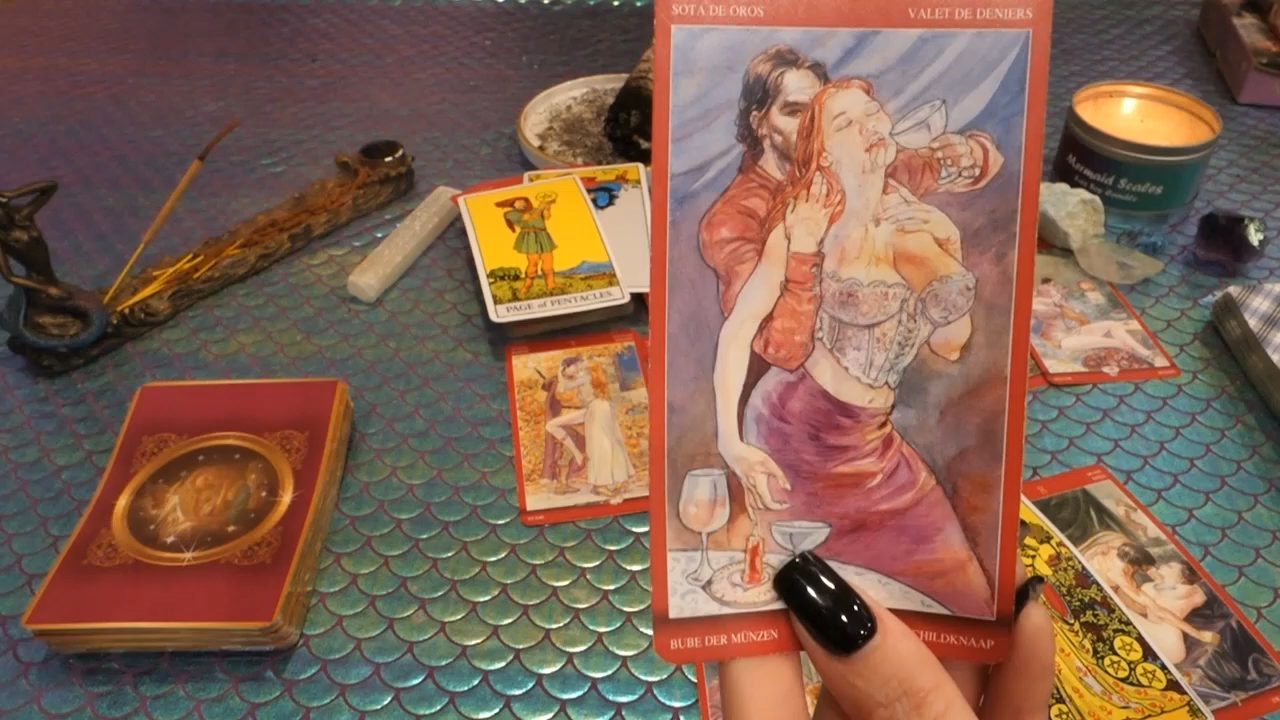 SOTA DE OROS
VALET DE DENIERS
Mermaid Scales
PAGE of PENTACLES.
BUBE DER MÜNZEN
CHILDKNAAP